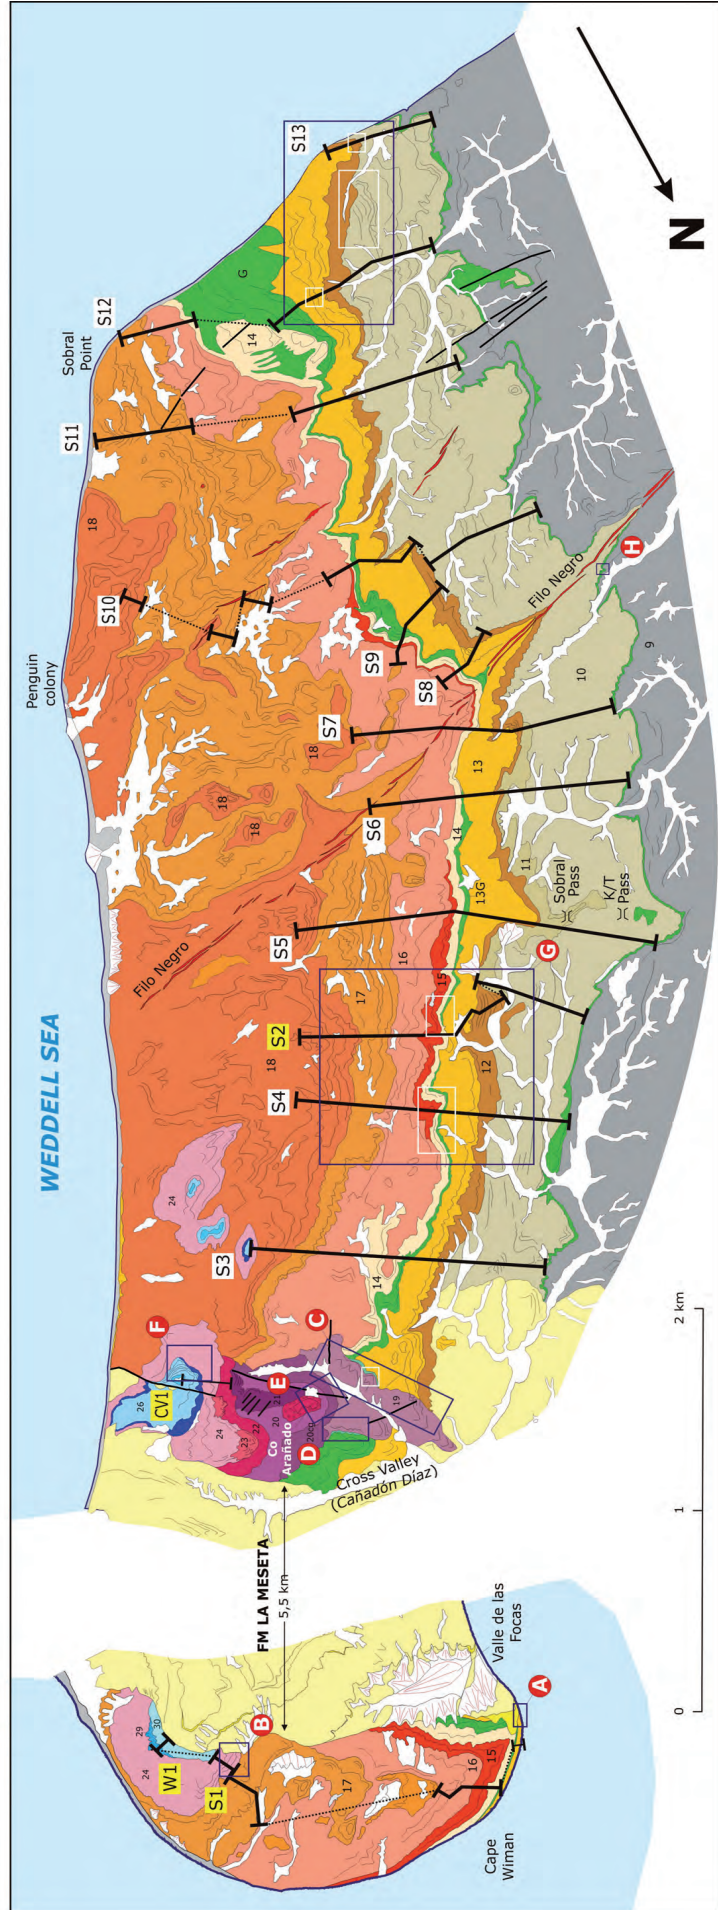 WEDDELL SEA
Penguin
colony
Sobral
Point
S11
S12
S13
18
S10
G
14
Filo Negro
18
18
18
S7
S9
S8
S6
S5
S2
S4
18
17
16
15
14
13
13G
12
11
10
9
Filo Negro
H
Sobral
Pass
K/T
Pass
G
24
S3
14
F
26
CV1
24
23
22
21
20
20cg
19
E
D
C
Co
Arañado
Cross Valley
(Cañadón Díaz)
FM LA MESETA
5,5 km
29
30
24
W1
S1
B
17
16
15
A
Valle de las
Focas
Cape
Wiman
0
1
2 km
N